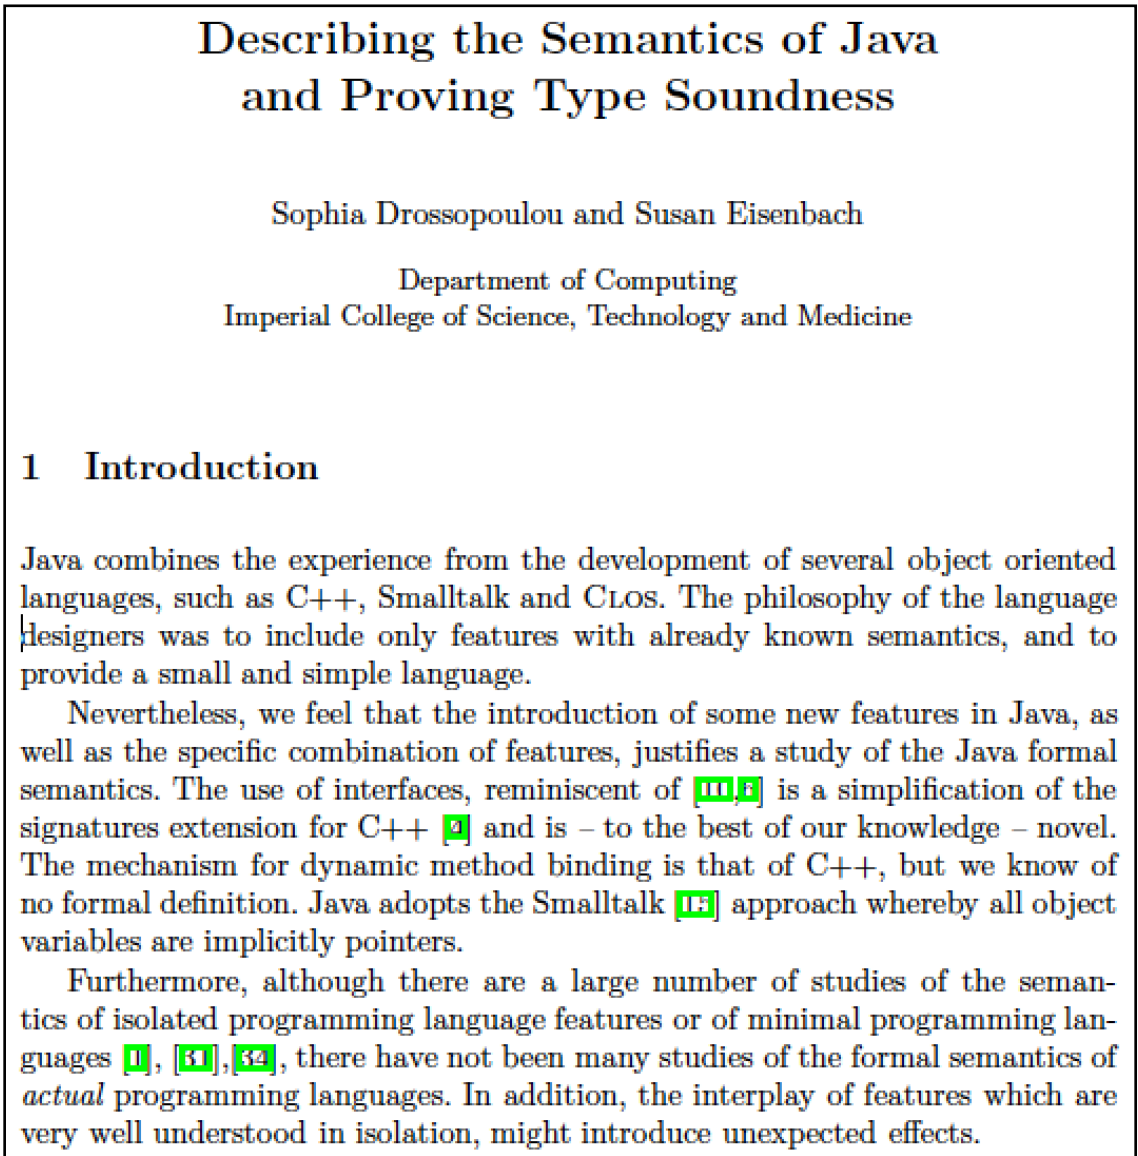 Describing the Semantics of Java
and Proving Type Soundness
Sophia Drossopoulou and Susan Eisenbach
Department of Computing
Imperial College of Science, Technology and Medicine
1 Introduction
Java combines the experience from the development of several object oriented
languages, such as C++, Smalltalk and CLOS. The philosophy of the language
designers was to include only features with already known semantics, and to
provide a small and simple language.
Nevertheless, we feel that the introduction of some new features in Java, as
well as the specific combination of features, justifies a study of the Java formal
semantics. The use of interfaces, reminiscent of [10,6] is a simplification of the
signatures extension for C++ [4] and is – to the best of our knowledge – novel.
The mechanism for dynamic method binding is that of C++, but we know of
no formal definition. Java adopts the Smalltalk [15] approach whereby all object
variables are implicitly pointers.
Furthermore, although there are a large number of studies of the seman-
tics of isolated programming language features or of minimal programming lan-
guages [1], [31],[34], there have not been many studies of the formal semantics of
actual programming languages. In addition, the interplay of features which are
very well understood in isolation, might introduce unexpected effects.